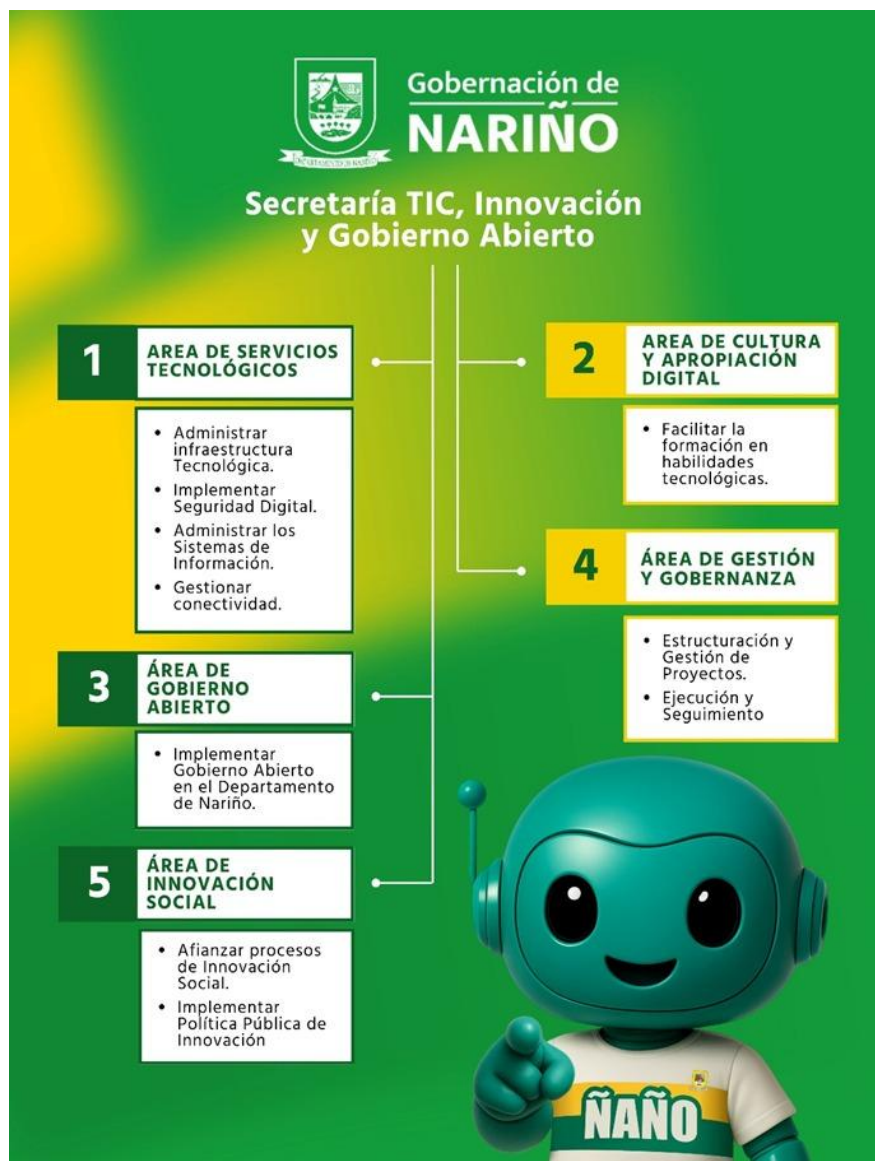 Gobernación de
NARIÑO
DEPARTAMENTO DE NARIÑO
Secretaría TIC, Innovación
y Gobierno Abierto
1
AREA DE SERVICIOS
TECNOLÓGICOS
• Administrar
infraestructura
Tecnológica.
• Implementar
Seguridad Digital.
• Administrar los
Sistemas de
Información.
• Gestionar
conectividad.
2
AREA DE CULTURA
Y APROPIACIÓN
DIGITAL
• Facilitar la
formación en
habilidades
tecnológicas.
3
ÁREA DE
GOBIERNO
ABIERTO
• Implementar
Gobierno Abierto
en el Departamento
de Nariño.
4
ÁREA DE GESTIÓN
Y GOBERNANZA
• Estructuración y
Gestión de
Proyectos.
• Ejecución y
Seguimiento
5
ÁREA DE
INNOVACIÓN
SOCIAL
• Afianzar procesos
de Innovación
Social.
• Implementar
Política Pública de
Innovación
ÑAÑO